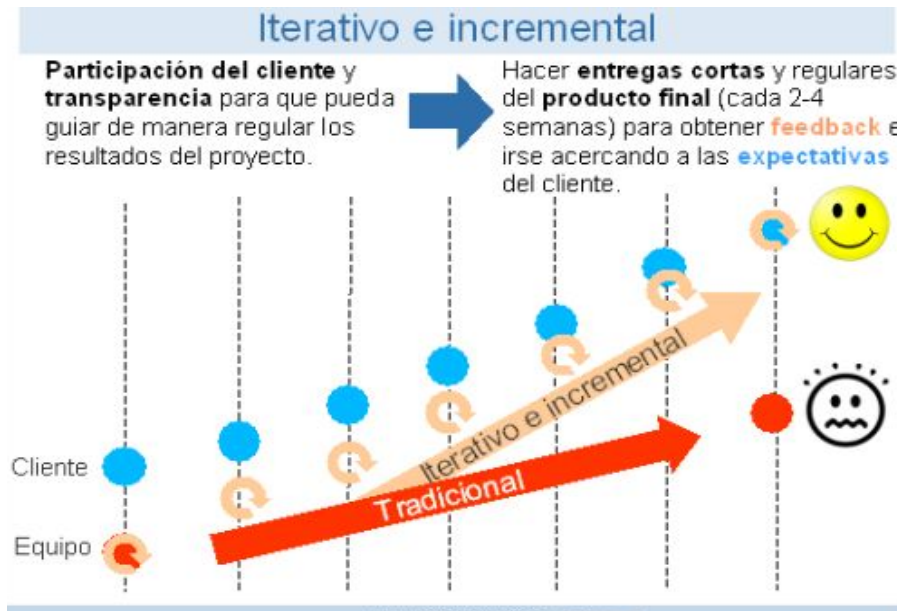 Iterativo e incremental
Participación del cliente y
transparencia para que pueda
guiar de manera regular los
resultados del proyecto.
Hacer entregas cortas y regulares
del producto final (cada 2-4
semanas) para obtener feedback e
irse acercando a las expectativas
del cliente.
Iterativo e incremental
Tradicional
Cliente
Equipo